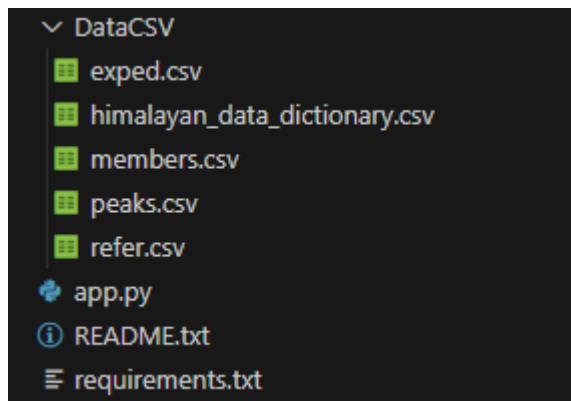 DataCSV
exped.csv
himalayan_data_dictionary.csv
members.csv
peaks.csv
refer.csv
app.py
README.txt
requirements.txt